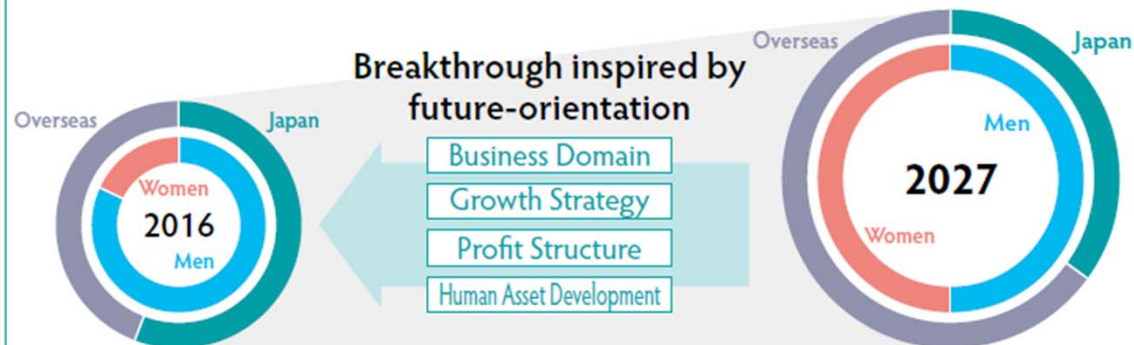 Breakthrough inspired by
future-orientation
Overseas
Japan
Women
2016
Men
Business Domain
Growth Strategy
Profit Structure
Human Asset Development
Overseas
Japan
Men
2027
Women